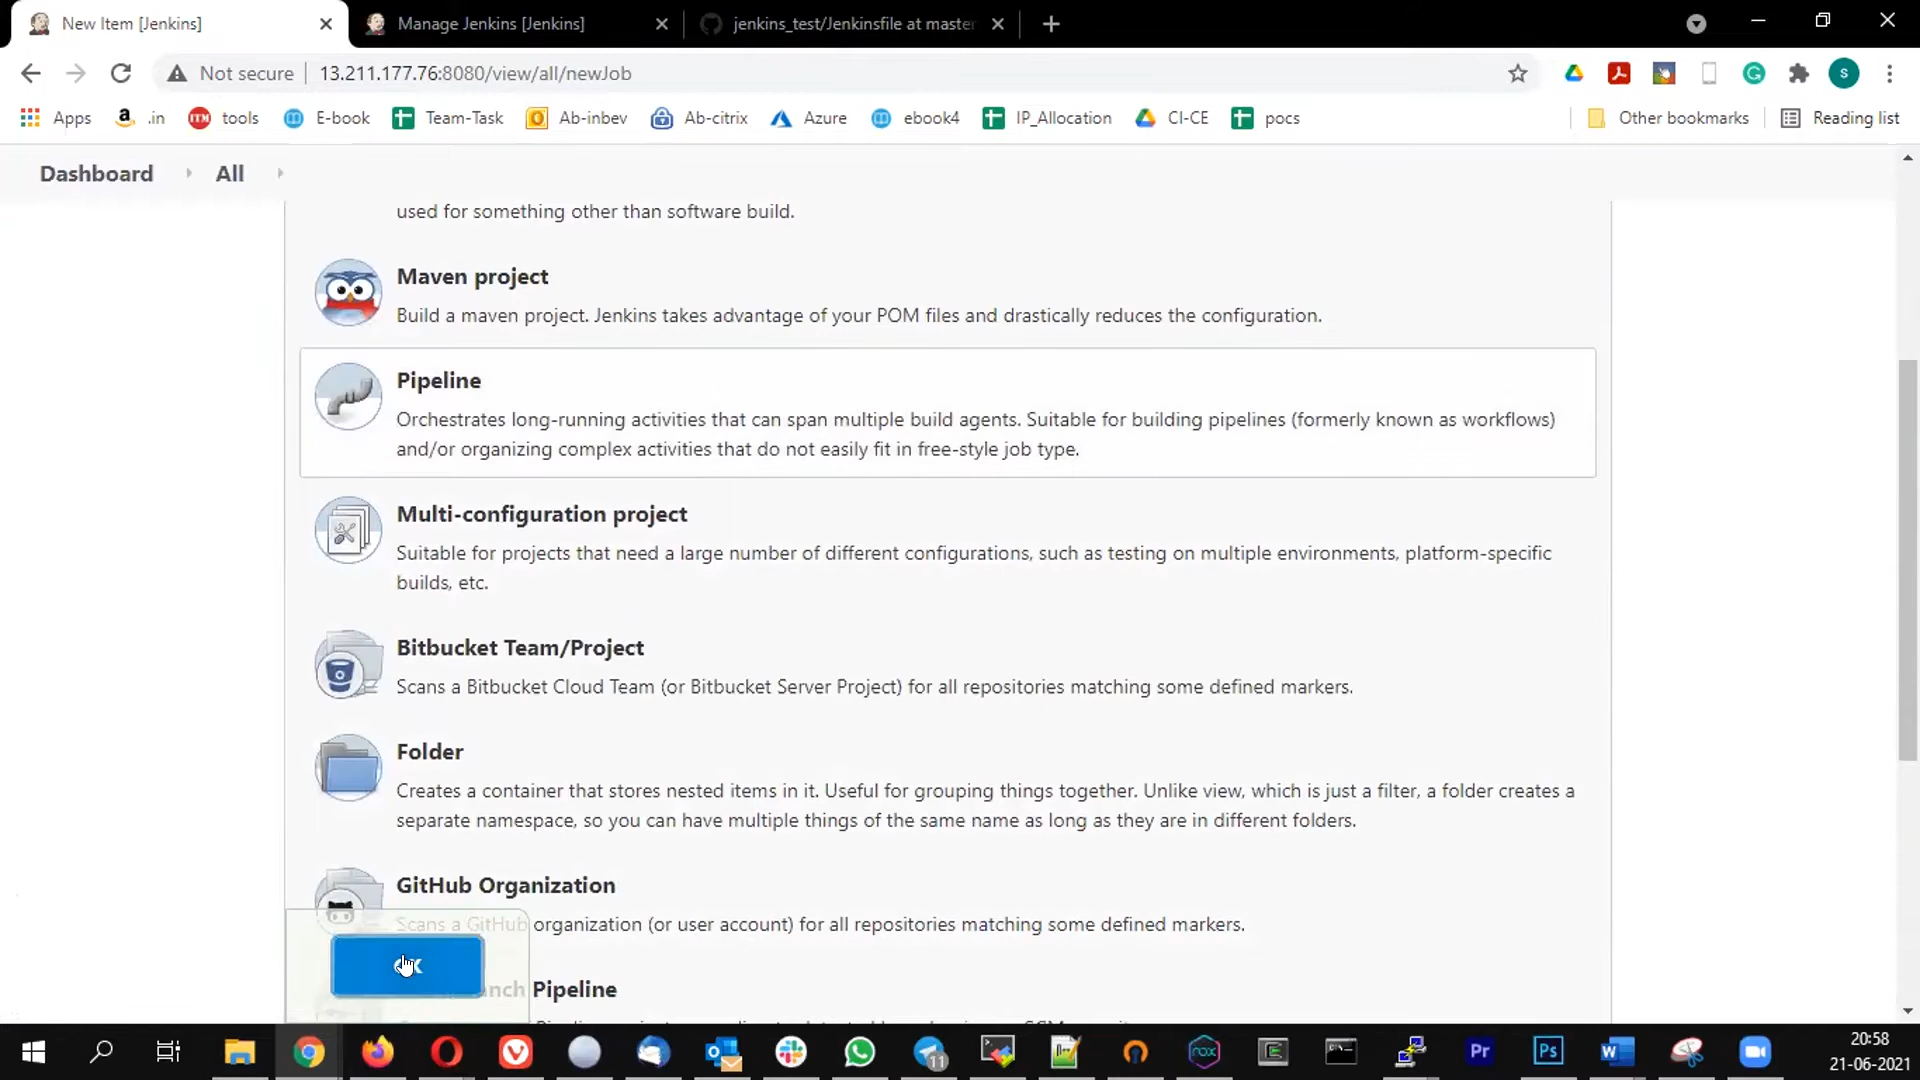 New Item [Jenkins]
Manage Jenkins [Jenkins]
jenkins_test/Jenkinsfile at master
Not secure
13.211.177.76:8080/view/all/newJob
S
Apps
.in
ITM
tools
E-book
Team-Task
Ab-inbev
Ab-citrix
Azure
ebook4
IP_Allocation
CI-CE
pocs
Other bookmarks
Reading list
Dashboard
All
used for something other than software build.
Maven project
Build a maven project. Jenkins takes advantage of your POM files and drastically reduces the configuration.
Pipeline
Orchestrates long-running activities that can span multiple build agents. Suitable for building pipelines (formerly known as workflows)
and/or organizing complex activities that do not easily fit in free-style job type.
Multi-configuration project
Suitable for projects that need a large number of different configurations, such as testing on multiple environments, platform-specific
builds, etc.
Bitbucket Team/Project
Scans a Bitbucket Cloud Team (or Bitbucket Server Project) for all repositories matching some defined markers.
Folder
Creates a container that stores nested items in it. Useful for grouping things together. Unlike view, which is just a filter, a folder creates a
separate namespace, so you can have multiple things of the same name as long as they are in different folders.
GitHub Organization
Scans a GitHub organization (or user account) for all repositories matching some defined markers.
Pipeline
11
nox
Pr
Ps
W
20:58
21-06-2021